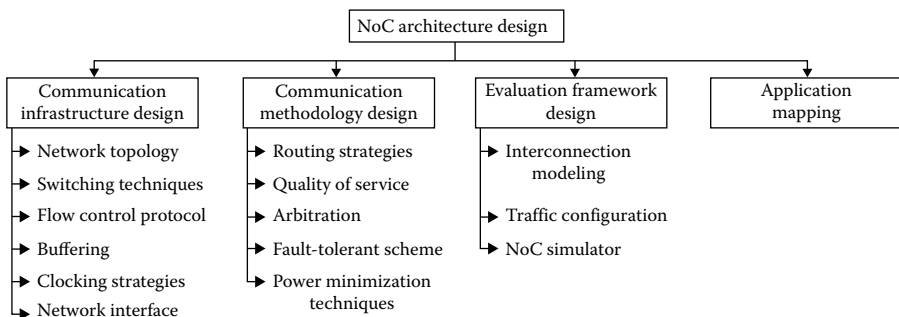 NoC architecture design
Communication
infrastructure design
Network topology
Switching techniques
Flow control protocol
Buffering
Clocking strategies
Network interface
Communication
methodology design
Routing strategies
Quality of service
Arbitration
Fault-tolerant scheme
Power minimization
techniques
Evaluation framework
design
Interconnection
modeling
Traffic configuration
NoC simulator
Application
mapping